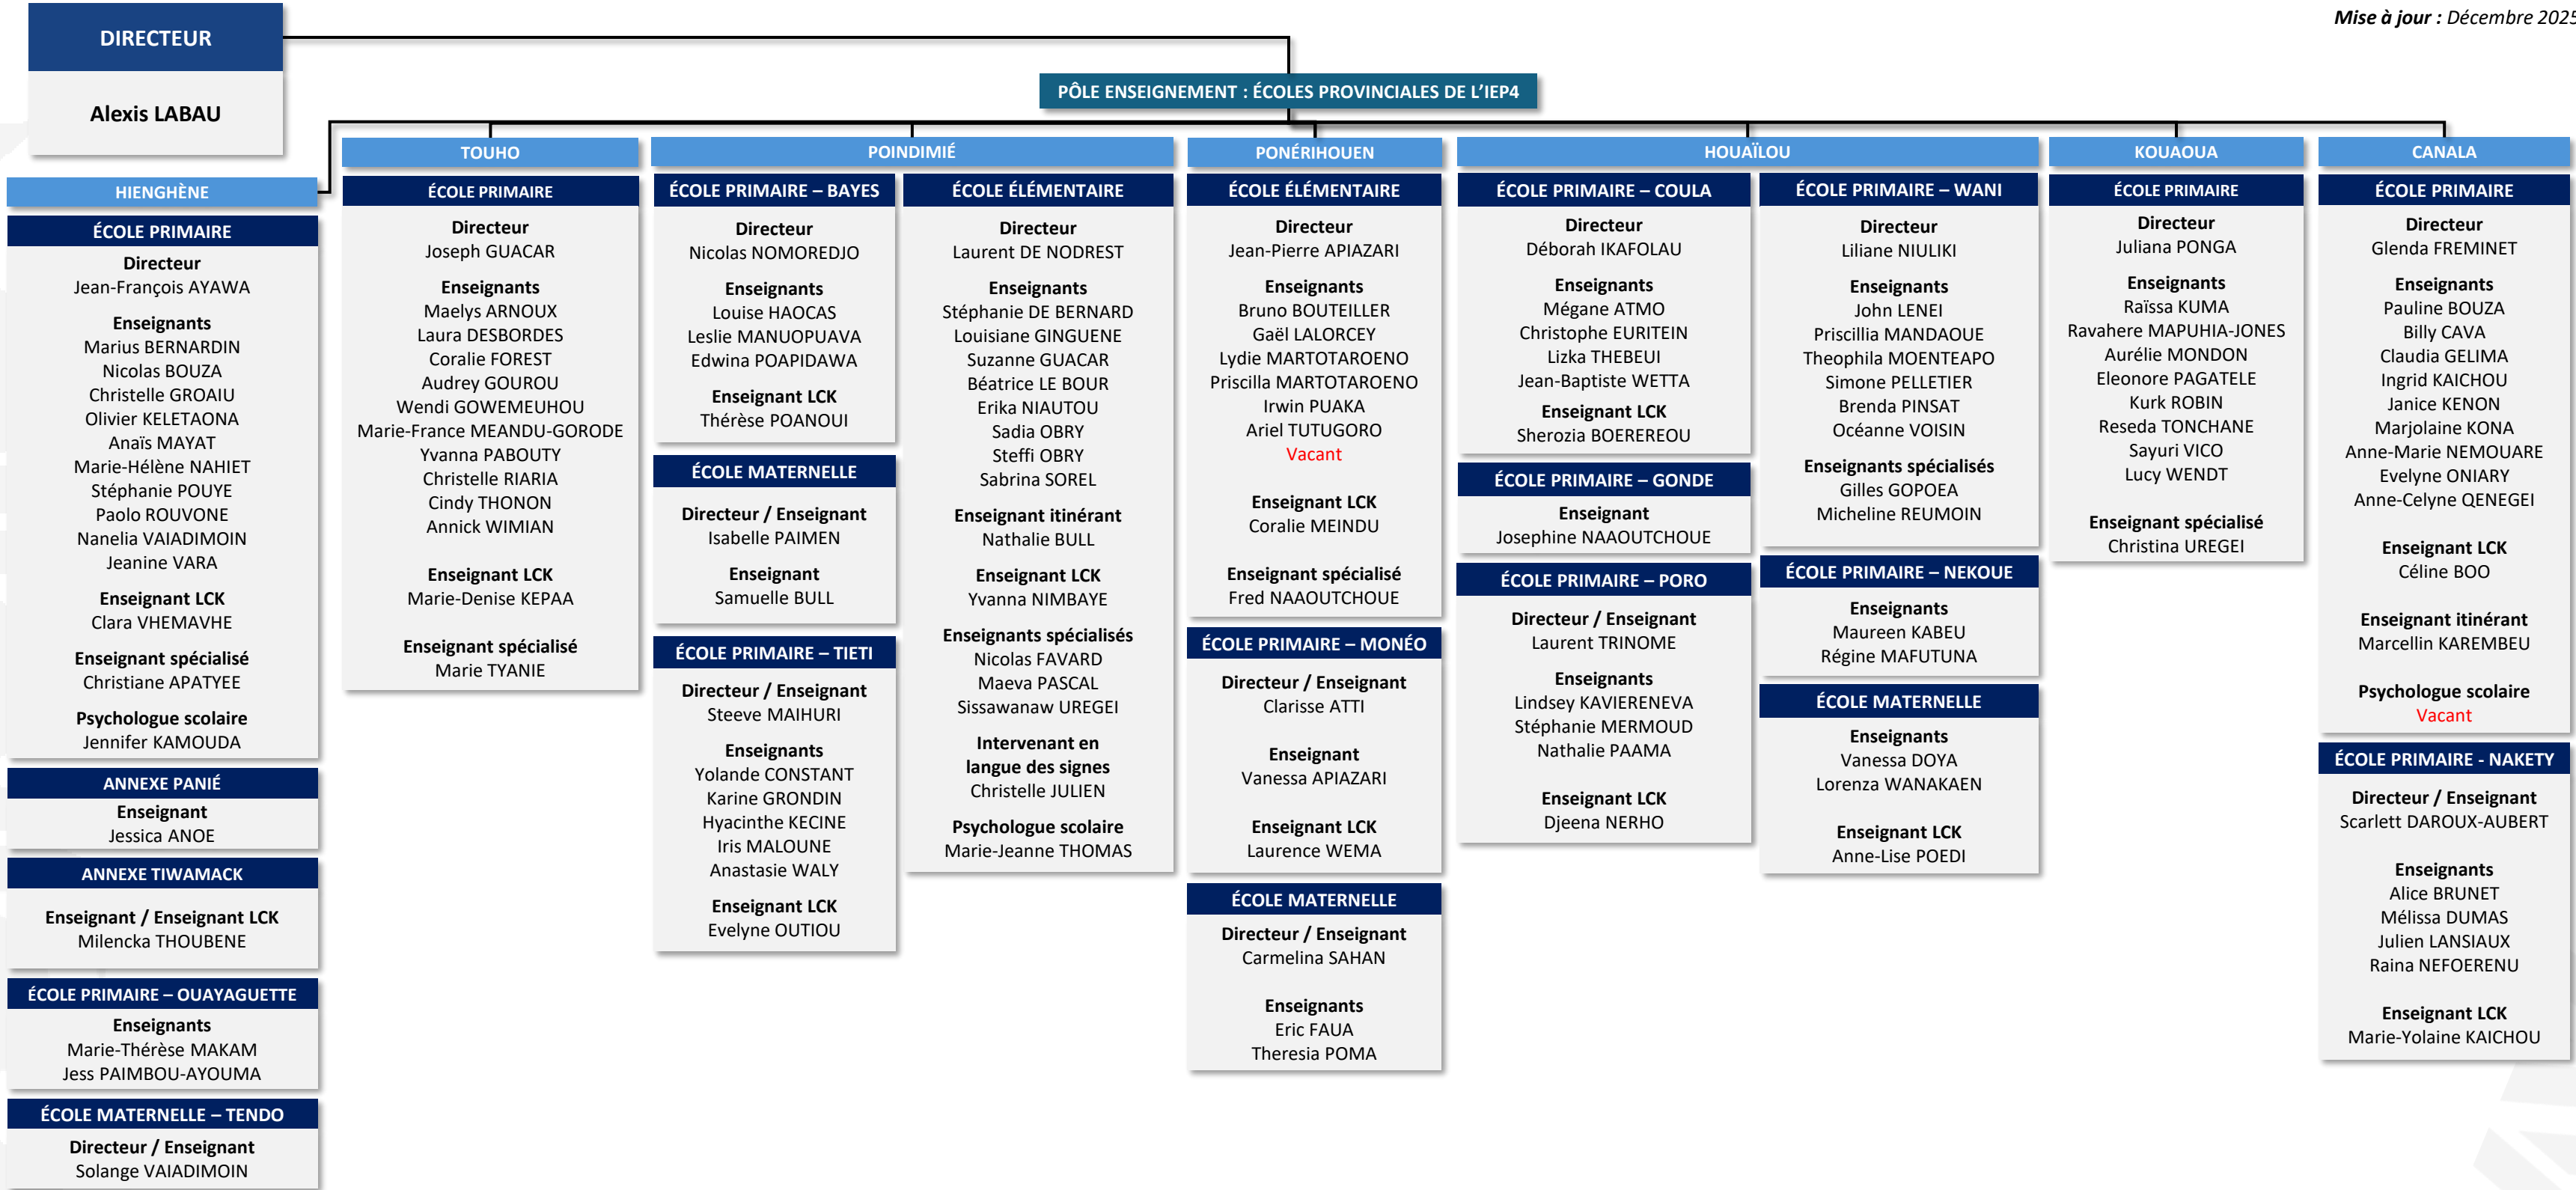 DIRECTEUR
Alexis LABAU
Mise à jour : Décembre 2025
PÔLE ENSEIGNEMENT : ÉCOLES PROVINCIALES DE L'IEP4
HIENGHÈNE
ÉCOLE PRIMAIRE
Directeur
Jean-François AYAWA
Enseignants
Marius BERNARDIN
Nicolas BOUZA
Christelle GROAIU
Olivier KELETAONA
Anaïs MAYAT
Marie-Hélène NAHIET
Stéphanie POUYE
Paolo ROUVONE
Nanelia VAIADIMOIN
Jeanine VARA
Enseignant LCK
Clara VHEMAVHE
Enseignant spécialisé
Christiane APATYEE
Psychologue scolaire
Jennifer KAMOUDA
ANNEXE PANIÉ
Enseignant
Jessica ANOE
ANNEXE TIWAMACK
Enseignant / Enseignant LCK
Milencka THOUBENE
ÉCOLE PRIMAIRE – OUAYAGUETTE
Enseignants
Marie-Thérèse MAKAM
Jess PAIMBOU-AYOUMA
ÉCOLE MATERNELLE – TENDO
Directeur / Enseignant
Solange VAIADIMOIN
TOUHO
ÉCOLE PRIMAIRE
Directeur
Joseph GUACAR
Enseignants
Maelys ARNOUX
Laura DESBORDES
Coralie FOREST
Audrey GOUROU
Wendi GOWEMEUHOU
Marie-France MEANDU-GORODE
Yvanna PABOUTY
Christelle RIARIA
Cindy THONON
Annick WIMIAN
Enseignant LCK
Marie-Denise KEPAA
Enseignant spécialisé
Marie TYANIE
POINDIMIÉ
ÉCOLE PRIMAIRE – BAYES
Directeur
Nicolas NOMOREDJO
Enseignants
Louise HAOCAS
Leslie MANUOPUAVA
Edwina POAPIDAWA
Enseignant LCK
Thérèse POANOUI
ÉCOLE MATERNELLE
Directeur / Enseignant
Isabelle PAIMEN
Enseignant
Samuelle BULL
ÉCOLE PRIMAIRE – TIETI
Directeur / Enseignant
Steeve MAIHURI
Enseignants
Yolande CONSTANT
Karine GRONDIN
Hyacinthe KECINE
Iris MALOUNE
Anastasie WALY
Enseignant LCK
Evelyne OUTIOU
ÉCOLE ÉLÉMENTAIRE
Directeur
Laurent DE NODREST
Enseignants
Stéphanie DE BERNARD
Louisiane GINGUENE
Suzanne GUACAR
Béatrice LE BOUR
Erika NIAUTOU
Sadia OBRY
Steffi OBRY
Sabrina SOREL
Enseignant itinérant
Nathalie BULL
Enseignant LCK
Yvanna NIMBAYE
Enseignants spécialisés
Nicolas FAVARD
Maeva PASCAL
Sissawanaw UREGEI
Intervenant en
langue des signes
Christelle JULIEN
Psychologue scolaire
Marie-Jeanne THOMAS
PONÉRIHOUEN
ÉCOLE ÉLÉMENTAIRE
Directeur
Jean-Pierre APIAZARI
Enseignants
Bruno BOUTEILLER
Gaël LALORCEY
Lydie MARTOTAROENO
Priscilla MARTOTAROENO
Irwin PUAKA
Ariel TUTUGORO
Vacant
Enseignant LCK
Coralie MEINDU
Enseignant spécialisé
Fred NAAOUTCHOUE
ÉCOLE PRIMAIRE – MONÉO
Directeur / Enseignant
Clarisse ATTI
Enseignant
Vanessa APIAZARI
Enseignant LCK
Laurence WEMA
ÉCOLE MATERNELLE
Directeur / Enseignant
Carmelina SAHAN
Enseignants
Eric FAUA
Theresia POMA
HOUAÏLOU
ÉCOLE PRIMAIRE – COULA
Directeur
Déborah IKAFOLAU
Enseignants
Mégane ATMO
Christophe EURITEIN
Lizka THEBEUI
Jean-Baptiste WETTA
Enseignant LCK
Sherozia BOEREREOU
ÉCOLE PRIMAIRE – GONDE
Enseignant
Josephine NAAOUTCHOUE
ÉCOLE PRIMAIRE – PORO
Directeur / Enseignant
Laurent TRINOME
Enseignants
Lindsey KAVIERENEVA
Stéphanie MERMOUD
Nathalie PAAMA
Enseignant LCK
Djeena NERHO
ÉCOLE PRIMAIRE – WANI
Directeur
Liliane NIULIKI
Enseignants
John LENEI
Priscillia MANDAOUE
Theophila MOENTEAPO
Simone PELLETIER
Brenda PINSAT
Océanne VOISIN
Enseignants spécialisés
Gilles GOPOEA
Micheline REUMOIN
ÉCOLE PRIMAIRE – NEKOUE
Enseignants
Maureen KABEU
Régine MAFUTUNA
ÉCOLE MATERNELLE
Enseignants
Vanessa DOYA
Lorenza WANAKAEN
Enseignant LCK
Anne-Lise POEDI
KOUAOUA
ÉCOLE PRIMAIRE
Directeur
Juliana PONGA
Enseignants
Raïssa KUMA
Ravahere MAPUHIA-JONES
Aurélie MONDON
Eleonore PAGATELE
Kurk ROBIN
Reseda TONCHANE
Sayuri VICO
Lucy WENDT
Enseignant spécialisé
Christina UREGEI
CANALA
ÉCOLE PRIMAIRE
Directeur
Glenda FREMINET
Enseignants
Pauline BOUZA
Billy CAVA
Claudia GELIMA
Ingrid KAICHOU
Janice KENON
Marjolaine KONA
Anne-Marie NEMOUARE
Evelyne ONIARY
Anne-Celyne QENEGEI
Enseignant LCK
Céline BOO
Enseignant itinérant
Marcellin KAREMBEU
Psychologue scolaire
Vacant
ÉCOLE PRIMAIRE - NAKETY
Directeur / Enseignant
Scarlett DAROUX-AUBERT
Enseignants
Alice BRUNET
Mélissa DUMAS
Julien LANSIAUX
Raina NEFOERENU
Enseignant LCK
Marie-Yolaine KAICHOU